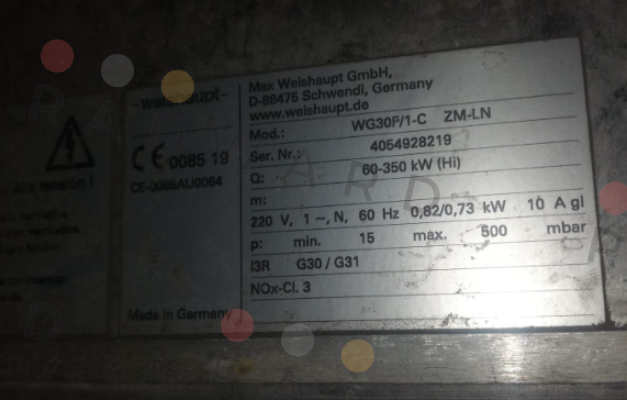 -weishaupt-
Max Weishaupt GmbH,
D-88475 Schwendi, Germany
www.weishaupt.de
Mod.: WG30F/1-C ZM-LN
CE 0085 19
CE-0085AU0064
Ser. Nr.: 4054928219
Q: 60-350 kW (Hi)
m:
220 V, 1 ~, N, 60 Hz 0,82/0,73 kW 10 A gl
p: min. 15 max. 500 mbar
I3R G30 / G31
NOx-Cl. 3
Made in Germany